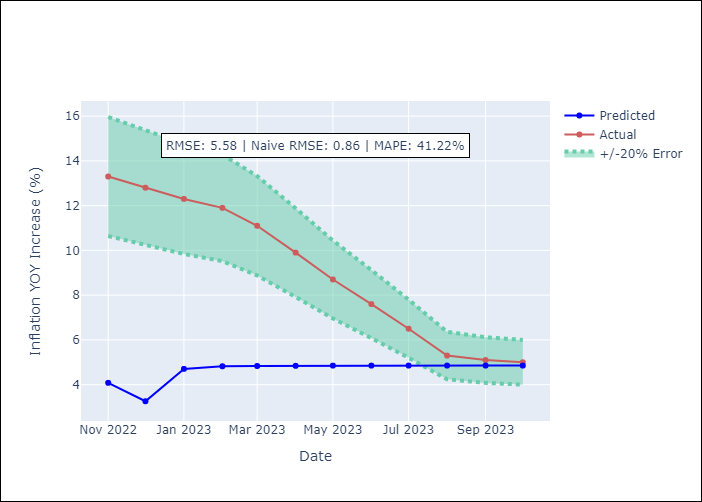 RMSE: 5.58 | Naive RMSE: 0.86 | MAPE: 41.22%
Predicted
Actual
+/-20% Error
16
14
12
10
8
6
4
Inflation YOY Increase (%)
Nov 2022 Jan 2023 Mar 2023 May 2023 Jul 2023 Sep 2023
Date